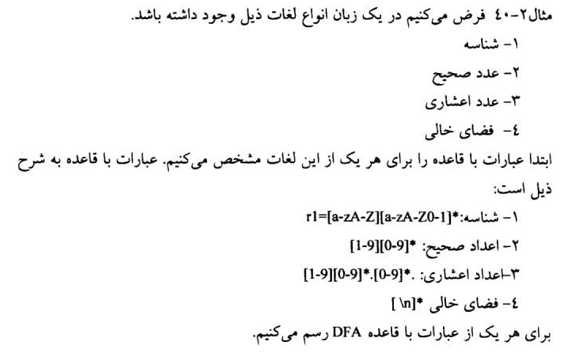 مثال۲-٤۰ فرض می‌کنیم در یک زبان انواع لغات ذیل وجود داشته باشد.
۱- شناسه
۲- عدد صحیح
۳- عدد اعشاری
٤- فضای خالی
ابتدا عبارات با قاعده را برای هر یک از این لغات مشخص می‌کنیم. عبارات با قاعده به شرح
ذیل است:
۱- شناسه: r1=[a-zA-Z][a-zA-Z0-1]*
۲- اعداد صحیح: [1-9][0-9]*
۳-اعداد اعشاری: [1-9][0-9]*.[0-9]*.
٤- فضای خالی [ \n]*
برای هر یک از عبارات با قاعده DFA رسم می‌کنیم.